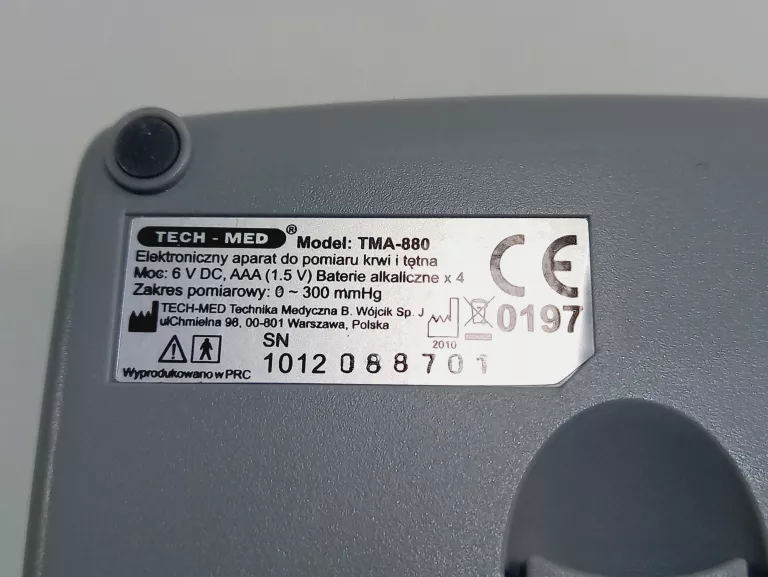 TECH - MED ® Model: TMA-880
Elektroniczny aparat do pomiaru krwi i tętna
Moc: 6 V DC, AAA (1.5 V) Baterie alkaliczne x 4
Zakres pomiarowy: 0 ~ 300 mmHg
CE
TECH-MED Technika Medyczna B. Wójcik Sp. J
ulChmielna 98, 00-801 Warszawa, Polska
2010
0197
SN
1012 088701
Wyprodukowano w PRC